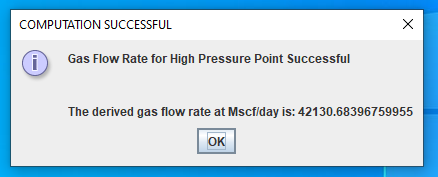 COMPUTATION SUCCESSFUL
Gas Flow Rate for High Pressure Point Successful
The derived gas flow rate at Mscf/day is: 42130.68396759955
OK